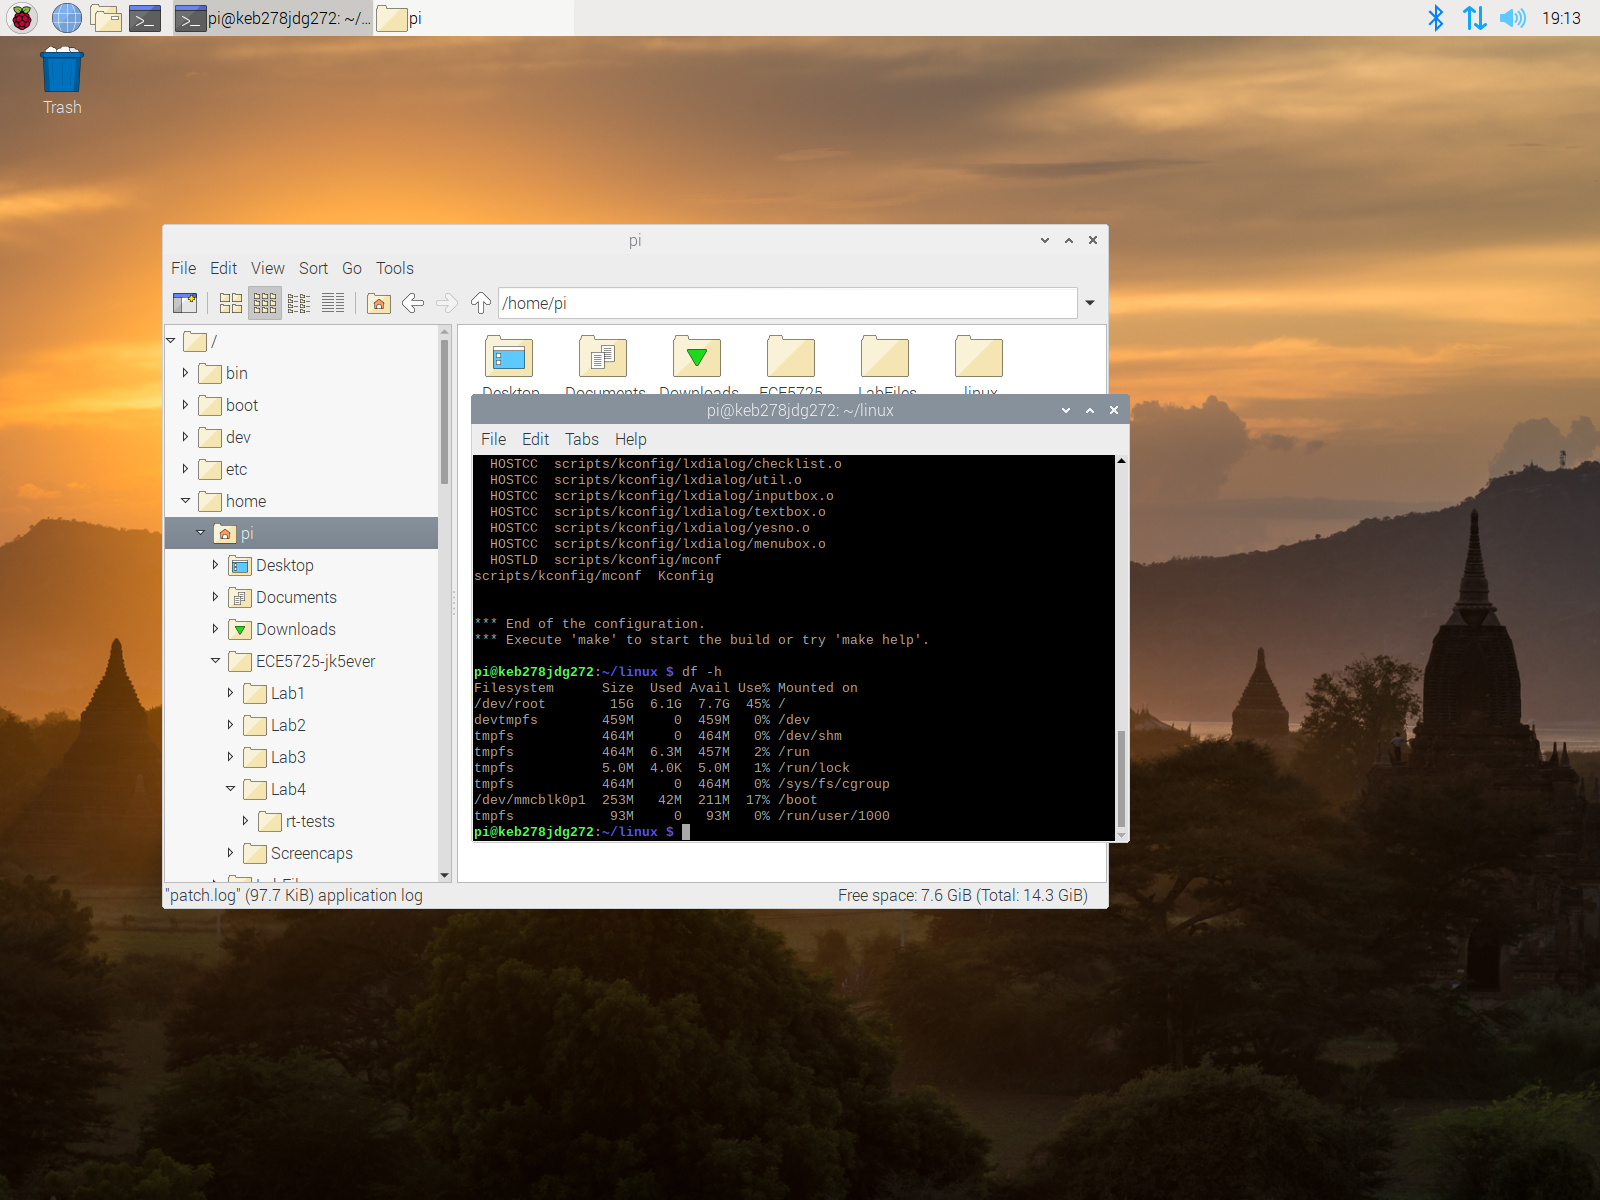 pi@keb278jdg272: ~/... pi 19:13
Trash
pi
File Edit View Sort Go Tools
/home/pi
/
bin
boot
dev
etc
home
pi
Desktop
Documents
Downloads
ECE5725-jk5ever
Lab1
Lab2
Lab3
Lab4
rt-tests
Screencaps
Desktop Documents Downloads ECE5725 LabFiles linux
pi@keb278jdg272: ~/linux
File Edit Tabs Help
HOSTCC scripts/kconfig/lxdialog/checklist.o
HOSTCC scripts/kconfig/lxdialog/util.o
HOSTCC scripts/kconfig/lxdialog/inputbox.o
HOSTCC scripts/kconfig/lxdialog/textbox.o
HOSTCC scripts/kconfig/lxdialog/yesno.o
HOSTCC scripts/kconfig/lxdialog/menubox.o
HOSTLD scripts/kconfig/mconf
scripts/kconfig/mconf Kconfig
*** End of the configuration.
*** Execute 'make' to start the build or try 'make help'.
pi@keb278jdg272:~/linux $ df -h
Filesystem Size Used Avail Use% Mounted on
/dev/root 15G 6.1G 7.7G 45% /
devtmpfs 459M 0 459M 0% /dev
tmpfs 464M 0 464M 0% /dev/shm
tmpfs 464M 6.3M 457M 2% /run
tmpfs 5.0M 4.0K 5.0M 1% /run/lock
tmpfs 464M 0 464M 0% /sys/fs/cgroup
/dev/mmcblk0p1 253M 42M 211M 17% /boot
tmpfs 93M 0 93M 0% /run/user/1000
pi@keb278jdg272:~/linux $
"patch.log" (97.7 KiB) application log
Free space: 7.6 GiB (Total: 14.3 GiB)